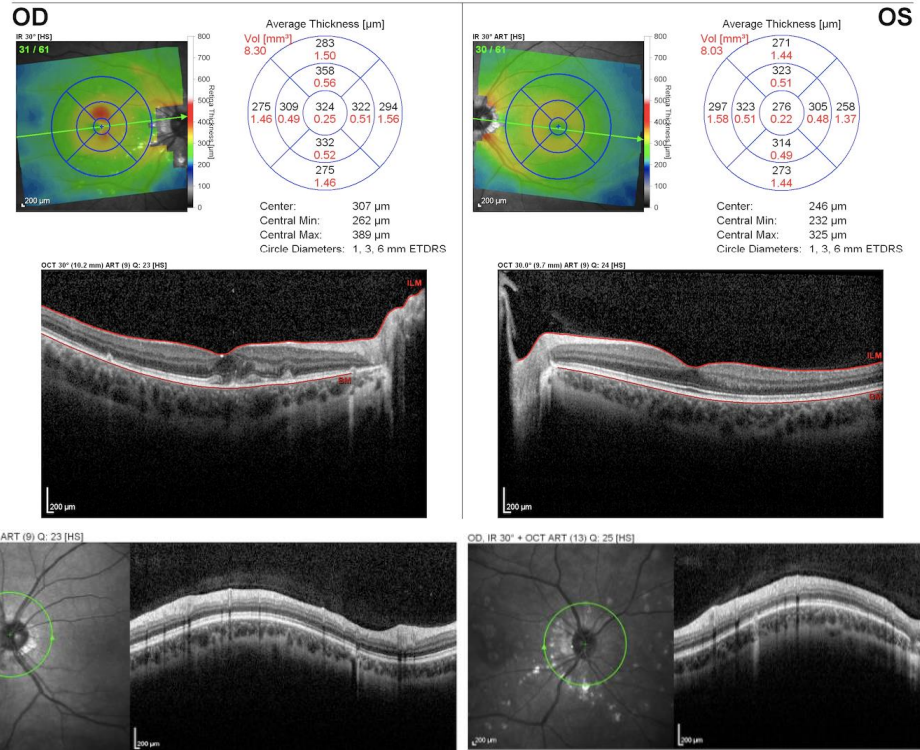 OD
OS
IR 30° [HS]
31 / 61
200 µm
800
700
600
500
400
300
200
100
0
Retina Thickness [µm]
Average Thickness [µm]
Vol [mm³]
8.30
283
1.50
358
0.56
275 309 324 322 294
1.46 0.49 0.25 0.51 1.56
332
0.52
275
1.46
Center: 307 µm
Central Min: 262 µm
Central Max: 389 µm
Circle Diameters: 1, 3, 6 mm ETDRS
IR 30° ART [HS]
30 / 61
200 µm
800
700
600
500
400
300
200
100
0
Retina Thickness [µm]
Average Thickness [µm]
Vol [mm³]
8.03
271
1.44
323
0.51
297 323 276 305 258
1.58 0.51 0.22 0.48 1.37
314
0.49
273
1.44
Center: 246 µm
Central Min: 232 µm
Central Max: 325 µm
Circle Diameters: 1, 3, 6 mm ETDRS
OCT 30° (10.2 mm) ART (9) Q: 23 [HS]
ILM
BM
200 µm
OCT 30.0° (9.7 mm) ART (9) Q: 24 [HS]
ILM
BM
200 µm
ART (9) Q: 23 [HS]
200 µm
OD, IR 30° + OCT ART (13) Q: 25 [HS]
200 µm
200 µm